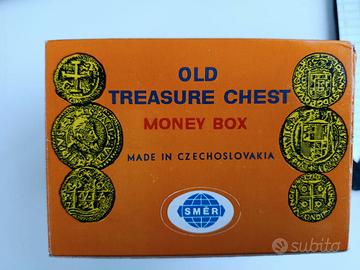 OLD
TREASURE CHEST
MONEY BOX
MADE IN CZECHOSLOVAKIA
SMĚR
subito